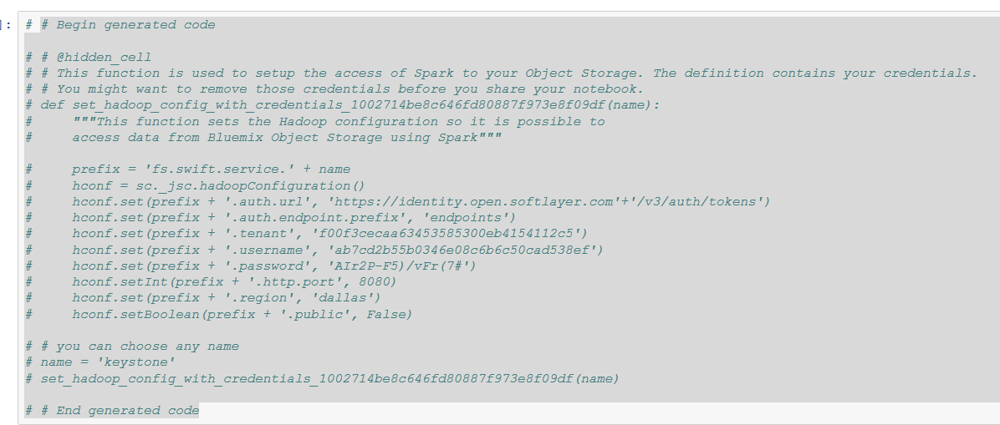 ]: # # Begin generated code
# # @hidden_cell
# # This function is used to setup the access of Spark to your Object Storage. The definition contains your credentials.
# # You might want to remove those credentials before you share your notebook.
# def set_hadoop_config_with_credentials_1002714be8c646fd80887f973e8f09df(name):
#     """This function sets the Hadoop configuration so it is possible to
#     access data from Bluemix Object Storage using Spark"""
#     prefix = 'fs.swift.service.' + name
#     hconf = sc._jsc.hadoopConfiguration()
#     hconf.set(prefix + '.auth.url', 'https://identity.open.softlayer.com'+'/v3/auth/tokens')
#     hconf.set(prefix + '.auth.endpoint.prefix', 'endpoints')
#     hconf.set(prefix + '.tenant', 'f00f3cecaa63453585300eb4154112c5')
#     hconf.set(prefix + '.username', 'ab7cd2b55b0346e08c6b6c50cad538ef')
#     hconf.set(prefix + '.password', 'AIr2P-F5)/vFr(7#')
#     hconf.setInt(prefix + '.http.port', 8080)
#     hconf.set(prefix + '.region', 'dallas')
#     hconf.setBoolean(prefix + '.public', False)
# # you can choose any name
# name = 'keystone'
# set_hadoop_config_with_credentials_1002714be8c646fd80887f973e8f09df(name)
# # End generated code